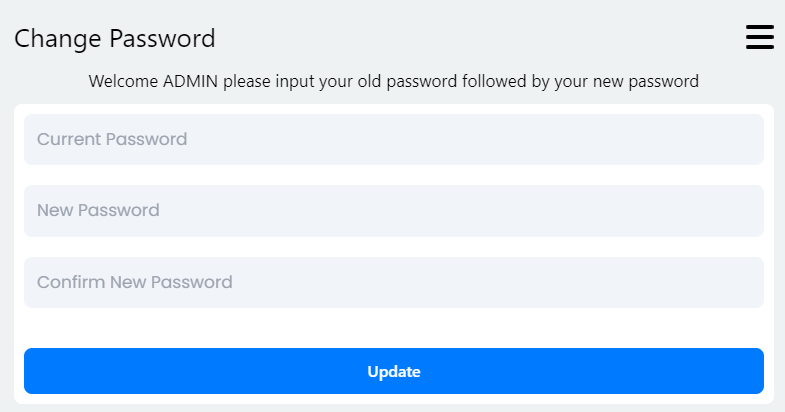 Change Password
Welcome ADMIN please input your old password followed by your new password
Current Password
New Password
Confirm New Password
Update